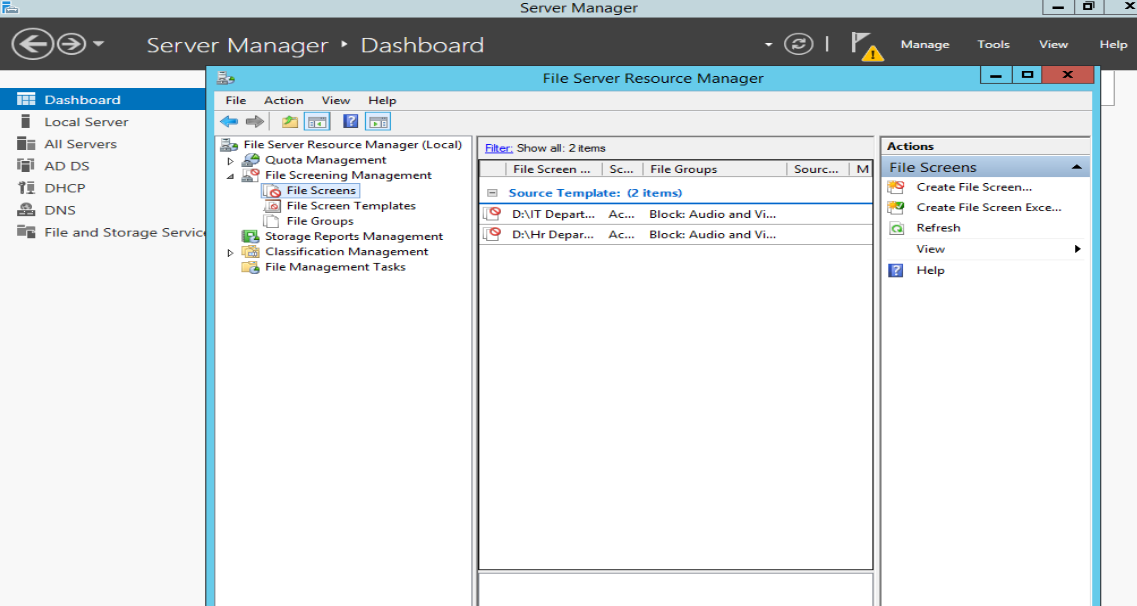 Server Manager
Server Manager ‣ Dashboard
Manage Tools View Help
Dashboard
Local Server
All Servers
AD DS
DHCP
DNS
File and Storage Service
File Server Resource Manager
File Action View Help
File Server Resource Manager (Local)
Quota Management
File Screening Management
File Screens
File Screen Templates
File Groups
Storage Reports Management
Classification Management
File Management Tasks
Filter: Show all: 2 items
File Screen ... Sc... File Groups Sourc... M
Source Template: (2 items)
D:\IT Depart... Ac... Block: Audio and Vi...
D:\Hr Depar... Ac... Block: Audio and Vi...
Actions
File Screens
Create File Screen...
Create File Screen Exce...
Refresh
View
Help